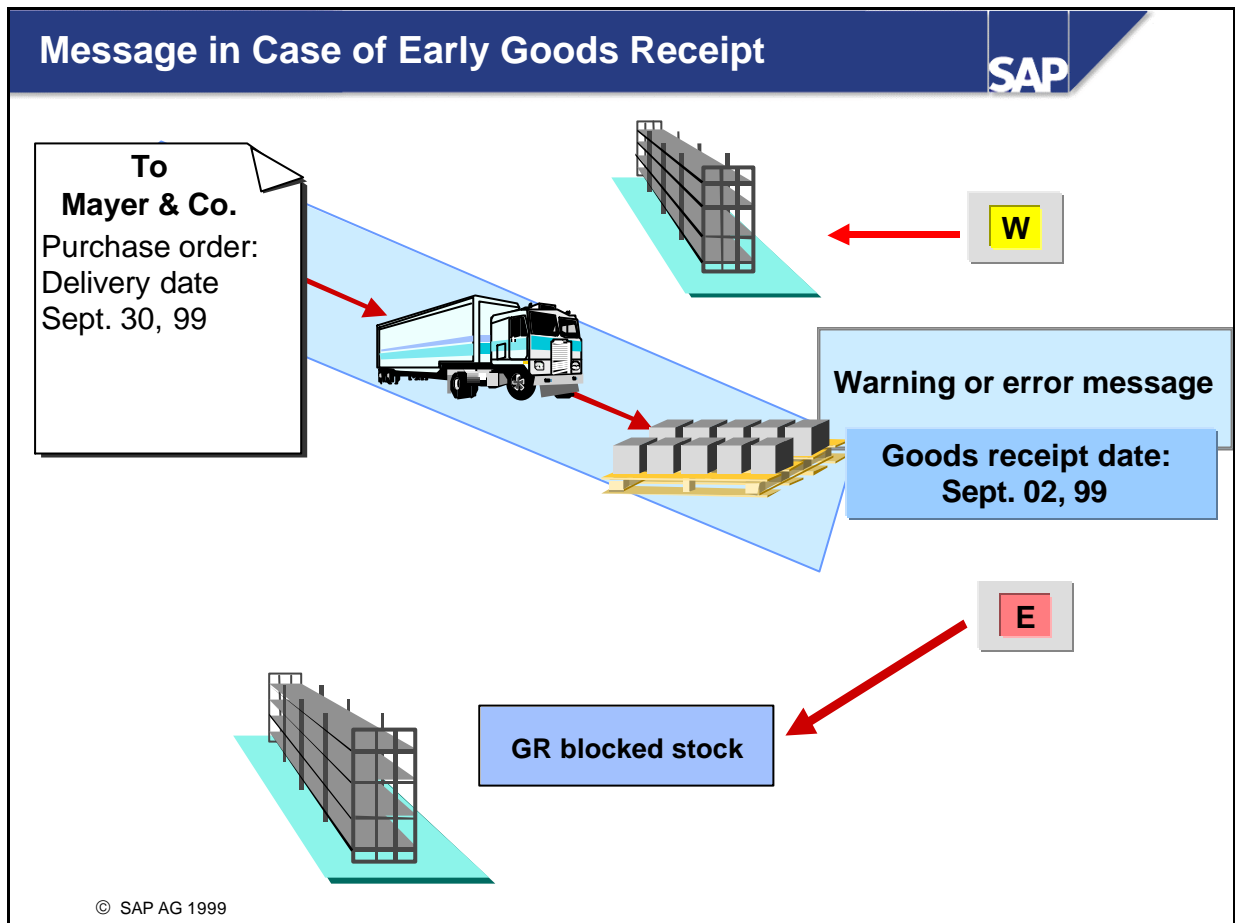 Message in Case of Early Goods Receipt
SAP
To
Mayer & Co.
Purchase order:
Delivery date
Sept. 30, 99
W
Warning or error message
Goods receipt date:
Sept. 02, 99
E
GR blocked stock
© SAP AG 1999